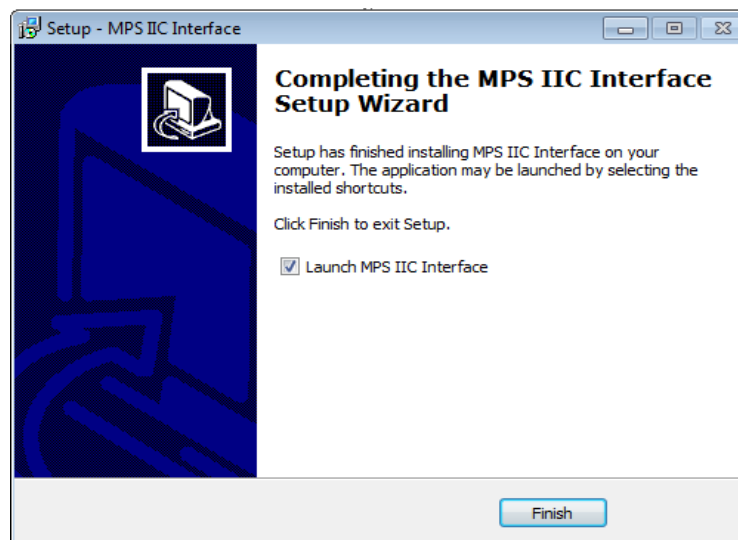 Setup - MPS IIC Interface
Completing the MPS IIC Interface
Setup Wizard
Setup has finished installing MPS IIC Interface on your
computer. The application may be launched by selecting the
installed shortcuts.
Click Finish to exit Setup.
Launch MPS IIC Interface
Finish